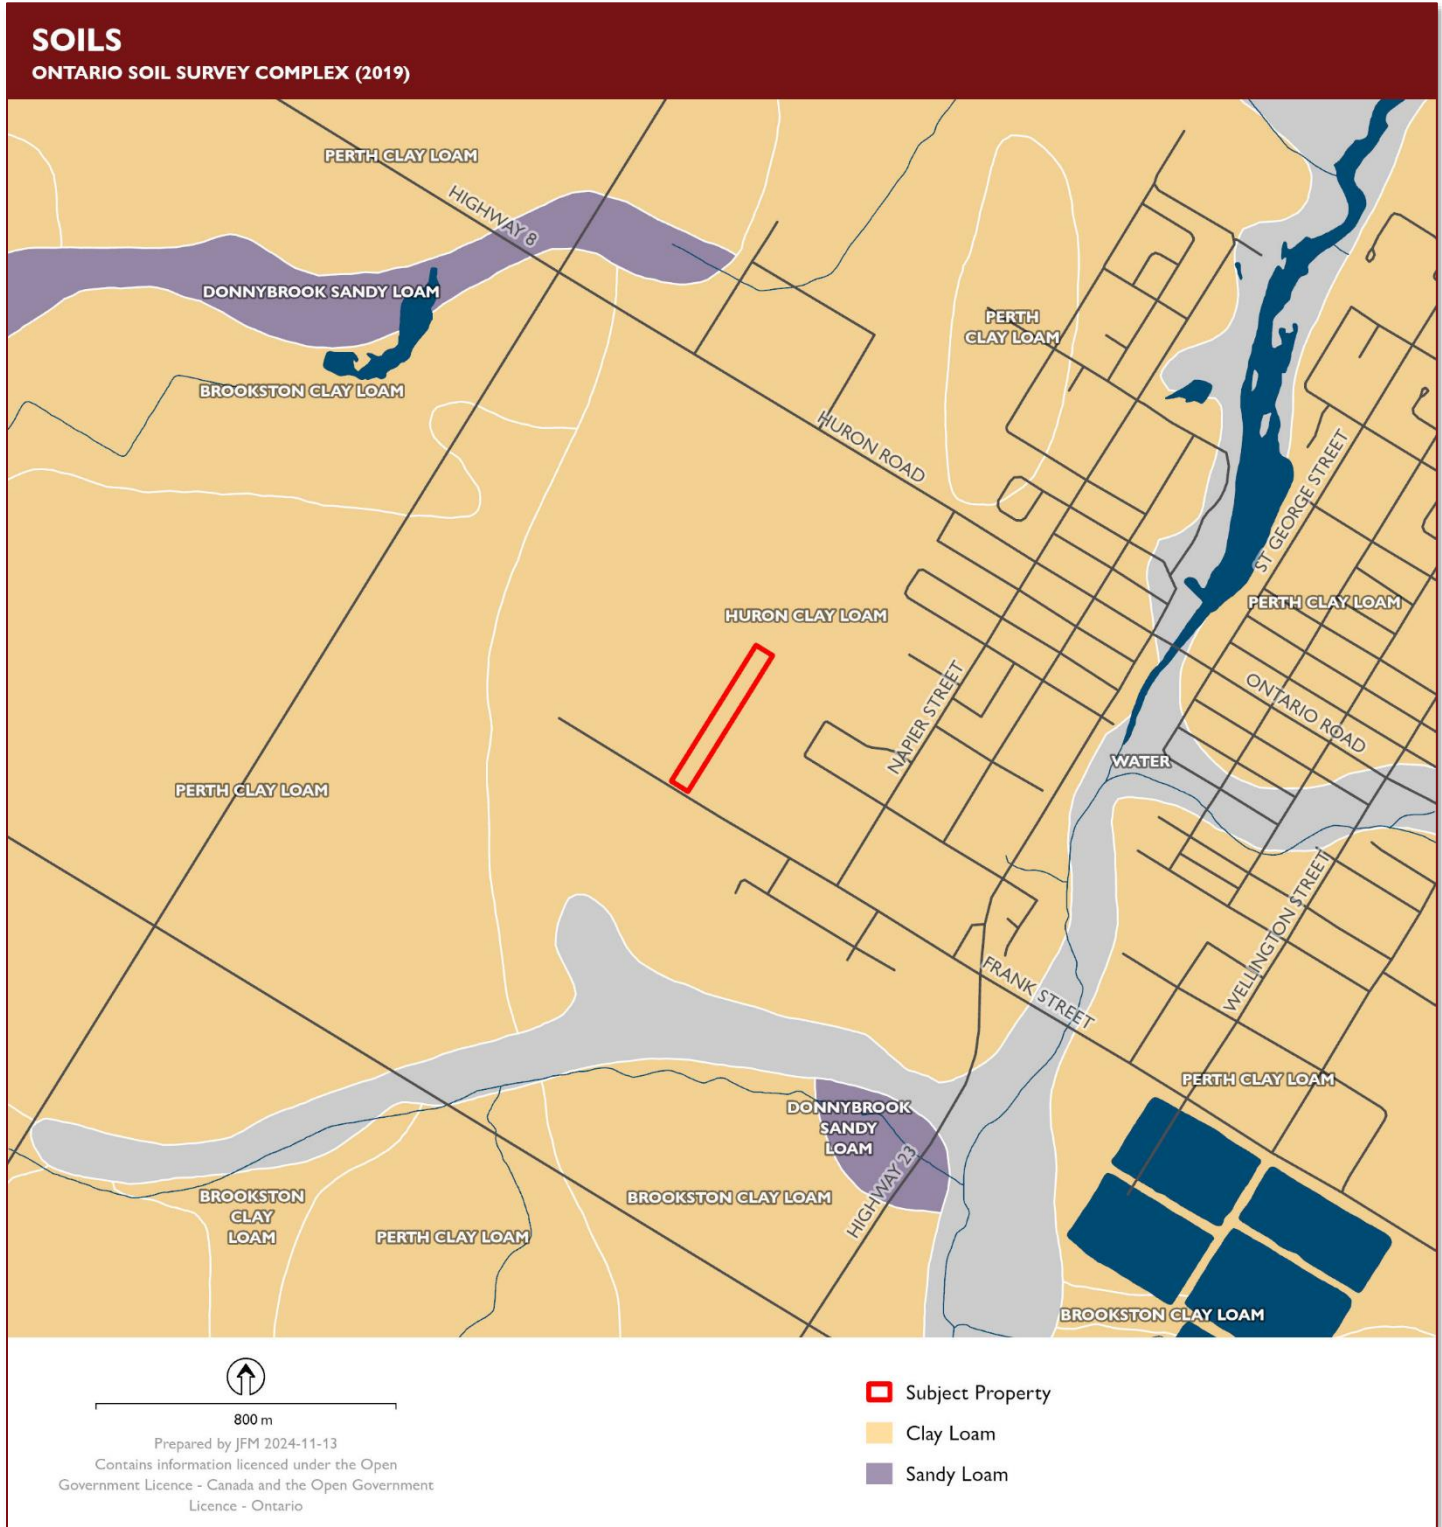 SOILS
ONTARIO SOIL SURVEY COMPLEX (2019)
PERTH CLAY LOAM
HIGHWAY 8
DONNYBROOK SANDY LOAM
PERTH
CLAY LOAM
BROOKSTON CLAY LOAM
HURON ROAD
ST GEORGE STREET
HURON CLAY LOAM
PERTH CLAY LOAM
NAPIER STREET
ONTARIO ROAD
WATER
PERTH CLAY LOAM
WELLINGTON STREET
FRANK STREET
PERTH CLAY LOAM
DONNYBROOK
SANDY
LOAM
HIGHWAY 23
BROOKSTON
CLAY
LOAM
BROOKSTON CLAY LOAM
PERTH CLAY LOAM
BROOKSTON CLAY LOAM
800 m
Prepared by JFM 2024-11-13
Contains information licenced under the Open
Government Licence - Canada and the Open Government
Licence - Ontario
Subject Property
Clay Loam
Sandy Loam